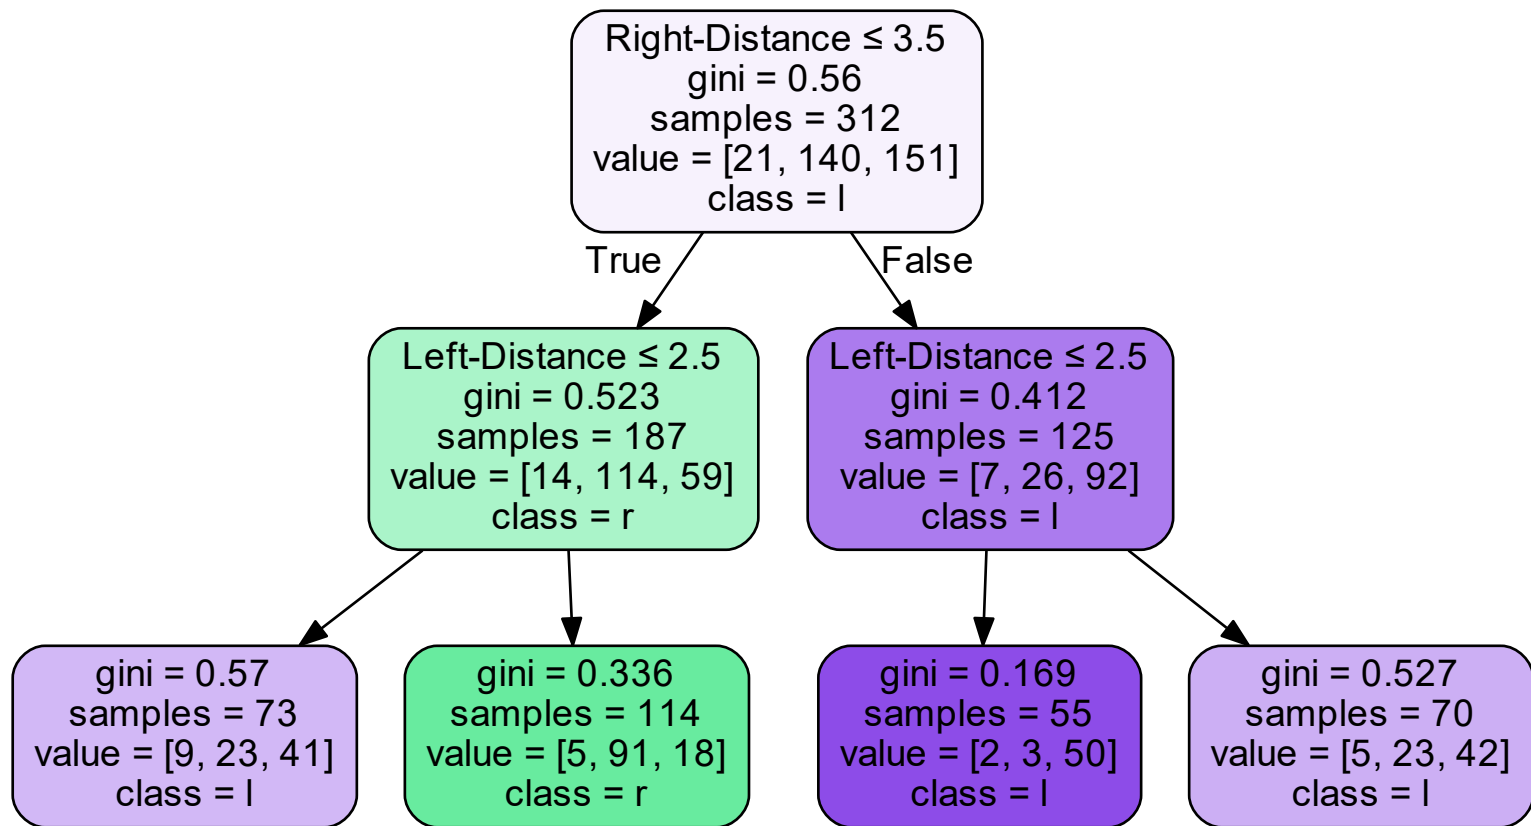 Right-Distance ≤ 3.5
gini = 0.56
samples = 312
value = [21, 140, 151]
class = l
True
False
Left-Distance ≤ 2.5
gini = 0.523
samples = 187
value = [14, 114, 59]
class = r
Left-Distance ≤ 2.5
gini = 0.412
samples = 125
value = [7, 26, 92]
class = l
gini = 0.57
samples = 73
value = [9, 23, 41]
class = l
gini = 0.336
samples = 114
value = [5, 91, 18]
class = r
gini = 0.169
samples = 55
value = [2, 3, 50]
class = l
gini = 0.527
samples = 70
value = [5, 23, 42]
class = l